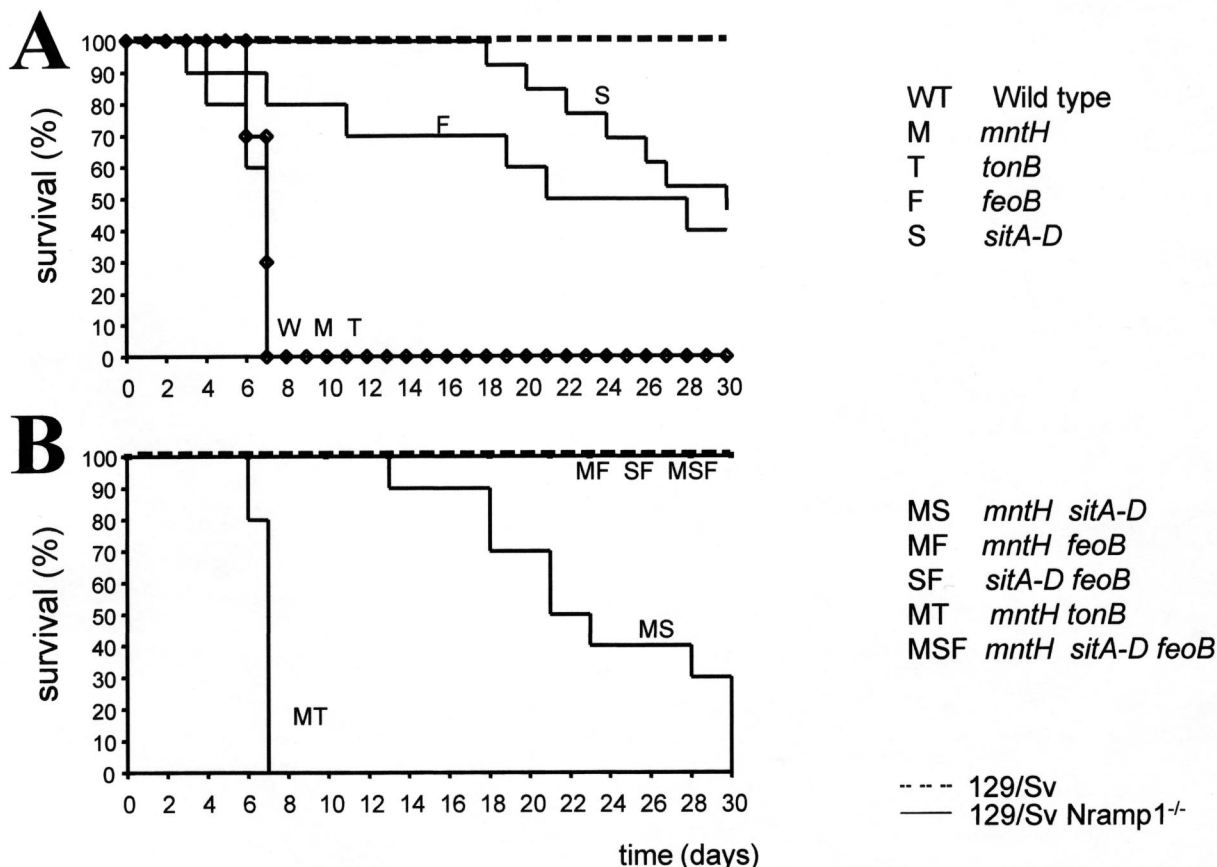 A
survival (%)
100
90
80
70
60
50
40
30
20
10
0
F
S
W M T
0 2 4 6 8 10 12 14 16 18 20 22 24 26 28 30
WT Wild type
M mntH
T tonB
F feoB
S sitA-D
B
survival (%)
100
90
80
70
60
50
40
30
20
10
0
MF SF MSF
MS
MT
0 2 4 6 8 10 12 14 16 18 20 22 24 26 28 30
time (days)
MS mntH sitA-D
MF mntH feoB
SF sitA-D feoB
MT mntH tonB
MSF mntH sitA-D feoB
129/Sv
129/Sv Nramp1-/-